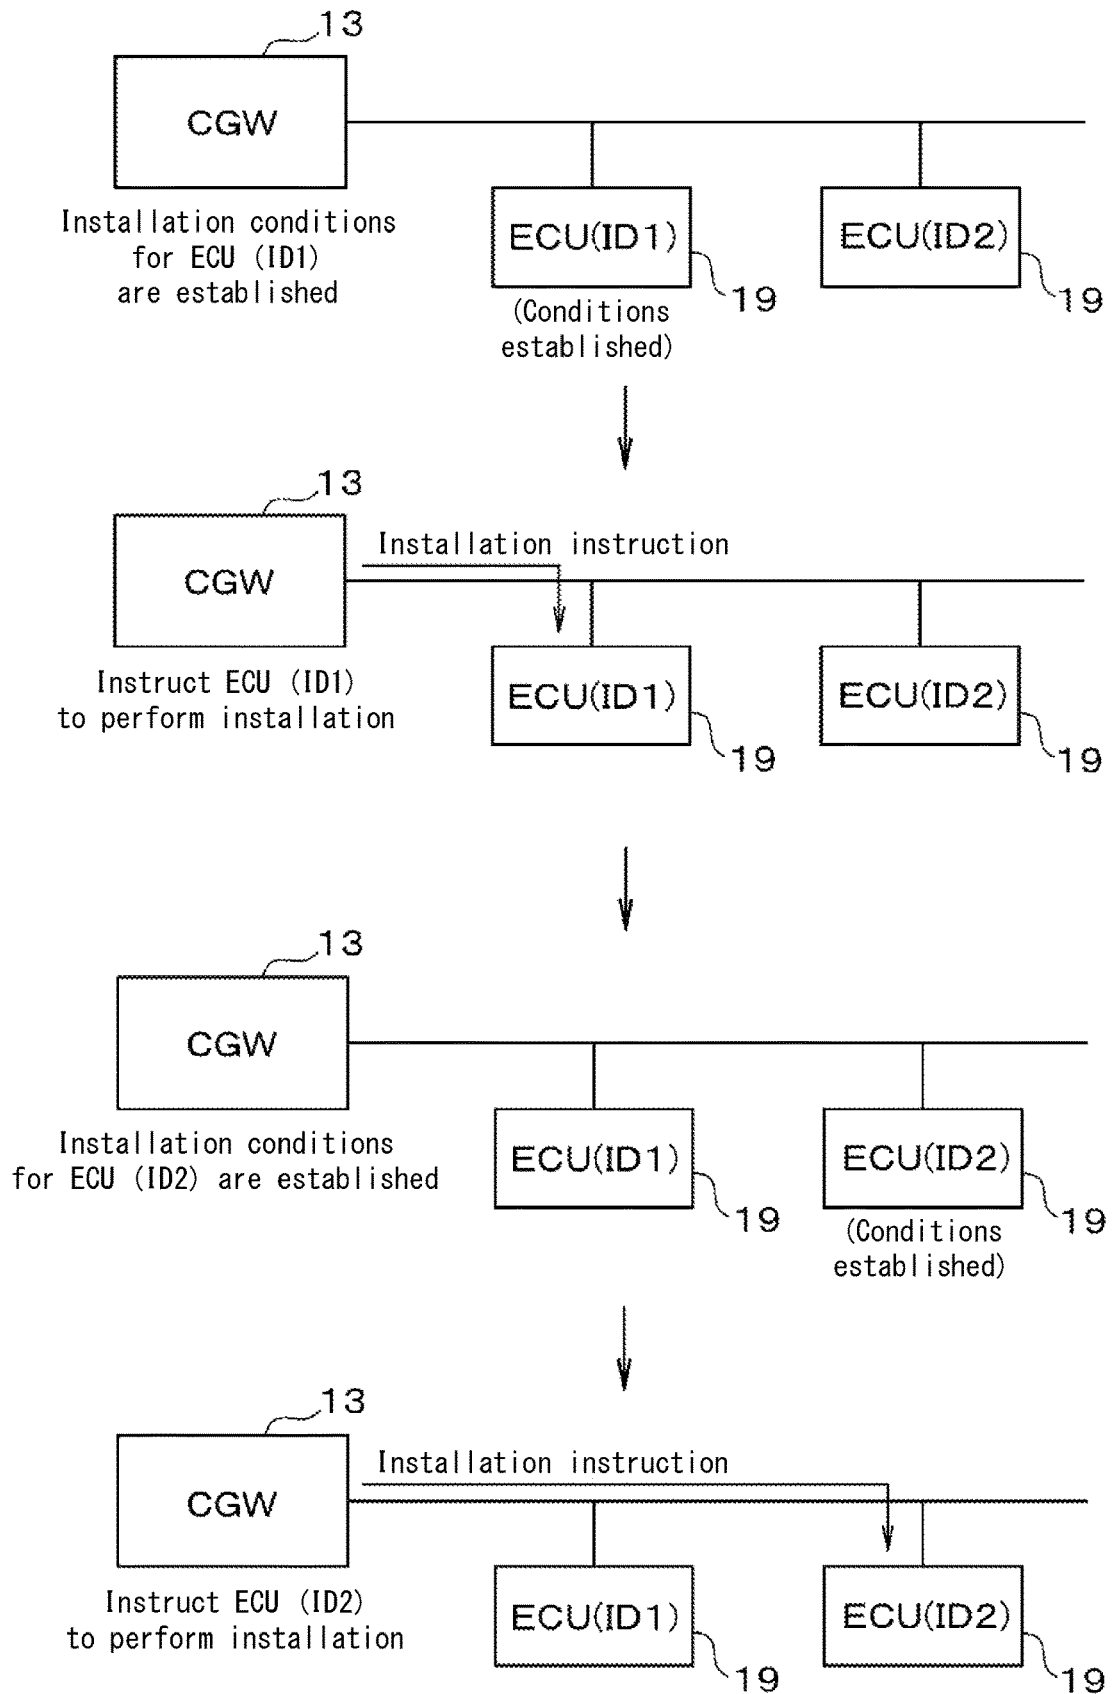 13
CGW
Installation conditions
for ECU (ID1)
are established
ECU(ID1)
19
(Conditions
established)
ECU(ID2)
19
13
CGW
Installation instruction
Instruct ECU (ID1)
to perform installation
ECU(ID1)
19
ECU(ID2)
19
13
CGW
Installation conditions
for ECU (ID2) are established
ECU(ID1)
19
ECU(ID2)
19
(Conditions
established)
13
CGW
Installation instruction
Instruct ECU (ID2)
to perform installation
ECU(ID1)
19
ECU(ID2)
19